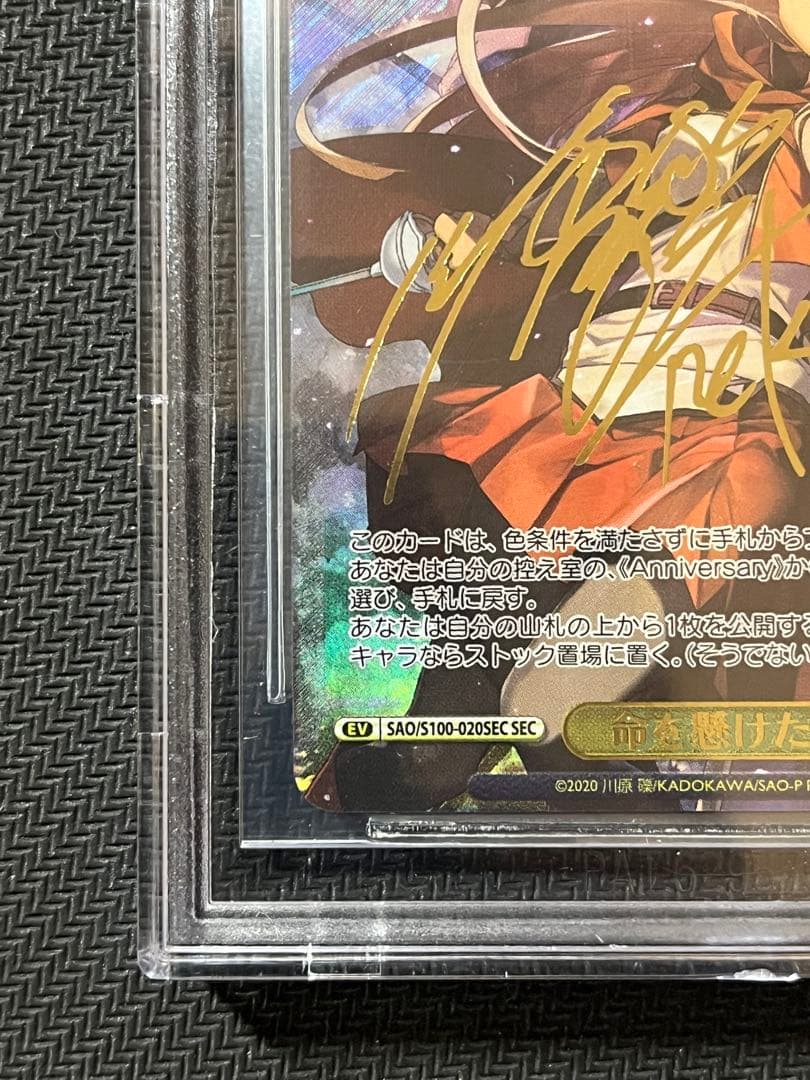 このカードは、色条件を満たさずに手札から
あなたは自分の控え室の、《Anniversary》か
選び、手札に戻す。
あなたは自分の山札の上から1枚を公開する
キャラならストック置場に置く。(そうでない
EV SAO/S100-020SEC SEC
命を懸けた
©2020 川原 礫/KADOKAWA/SAO-P